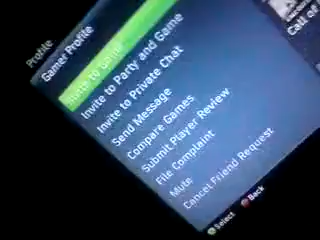 Profile
Gamer Profile
Invite to Game
Invite to Party and Game
Invite to Private Chat
Send Message
Compare Games
Submit Player Review
File Complaint
Mute
Cancel Friend Request
Select Back
Call of